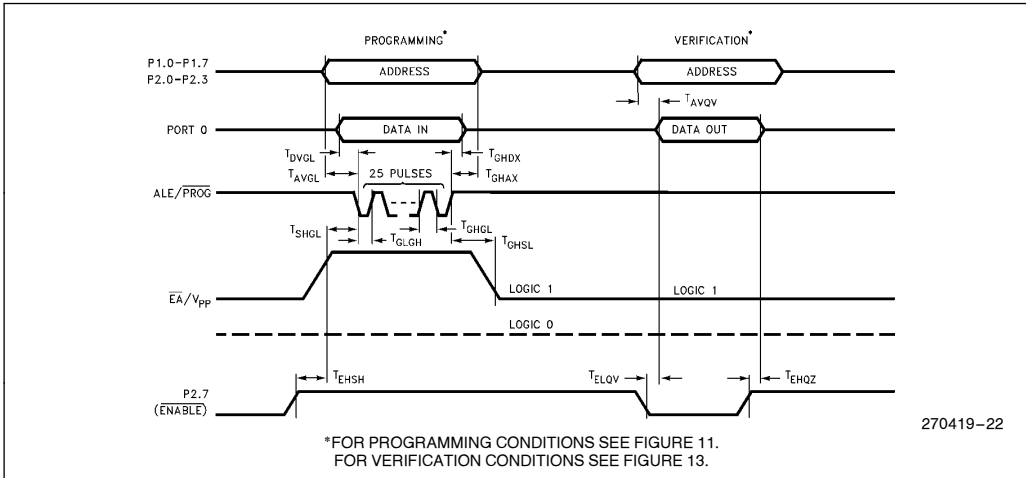 PROGRAMMING*
VERIFICATION*
P1.0–P1.7
P2.0–P2.3
ADDRESS
ADDRESS
TAVQV
PORT 0
DATA IN
DATA OUT
TDVGL
TGHDX
TAVGL
25 PULSES
TGHAX
ALE/PROG
TSHGL
TGLGH
TGHGL
TGHSL
EA/VPP
LOGIC 1
LOGIC 1
LOGIC 0
TEHSH
TELQV
TEHQZ
P2.7
(ENABLE)
270419–22
*FOR PROGRAMMING CONDITIONS SEE FIGURE 11.
FOR VERIFICATION CONDITIONS SEE FIGURE 13.